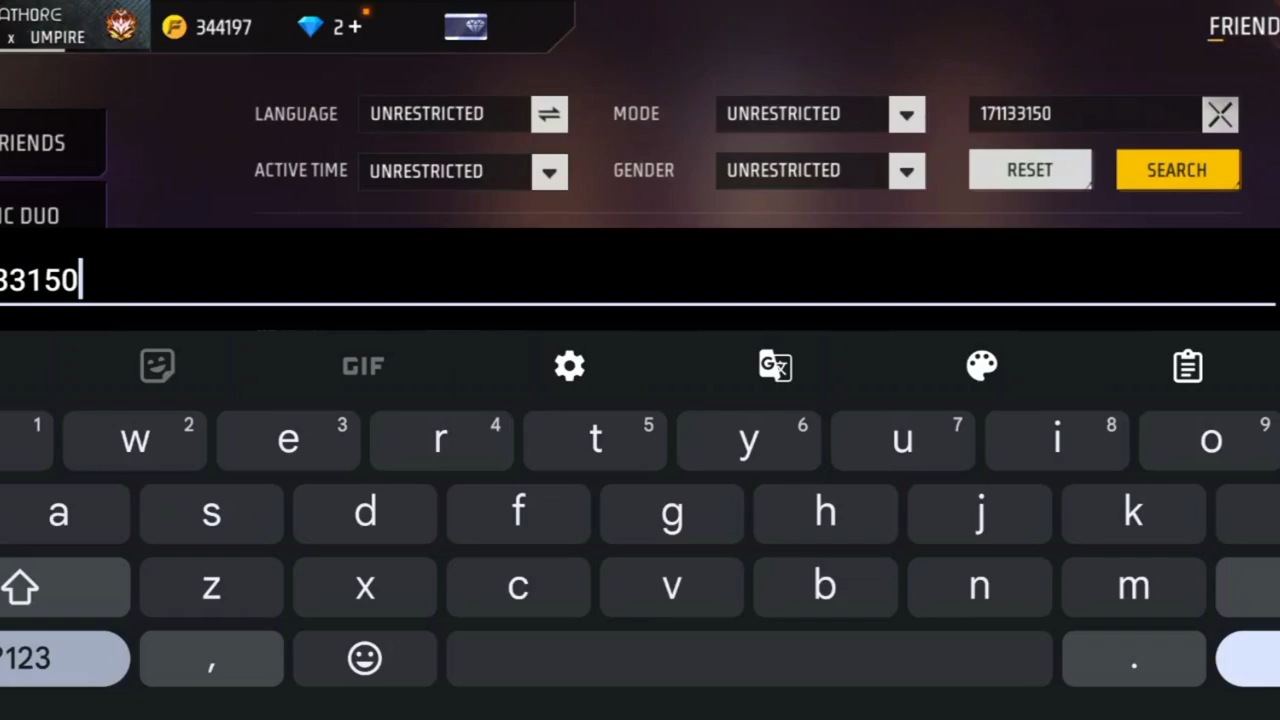 ATHORE
x UMPIRE
344197
2 +
FRIEND
LANGUAGE UNRESTRICTED MODE UNRESTRICTED 171133150
RIENDS
ACTIVE TIME UNRESTRICTED GENDER UNRESTRICTED RESET SEARCH
IC DUO
33150
GIF
1 w 2 e 3 r 4 t 5 y 6 u 7 i 8 o 9
a s d f g h j k
z x c v b n m
?123 , .